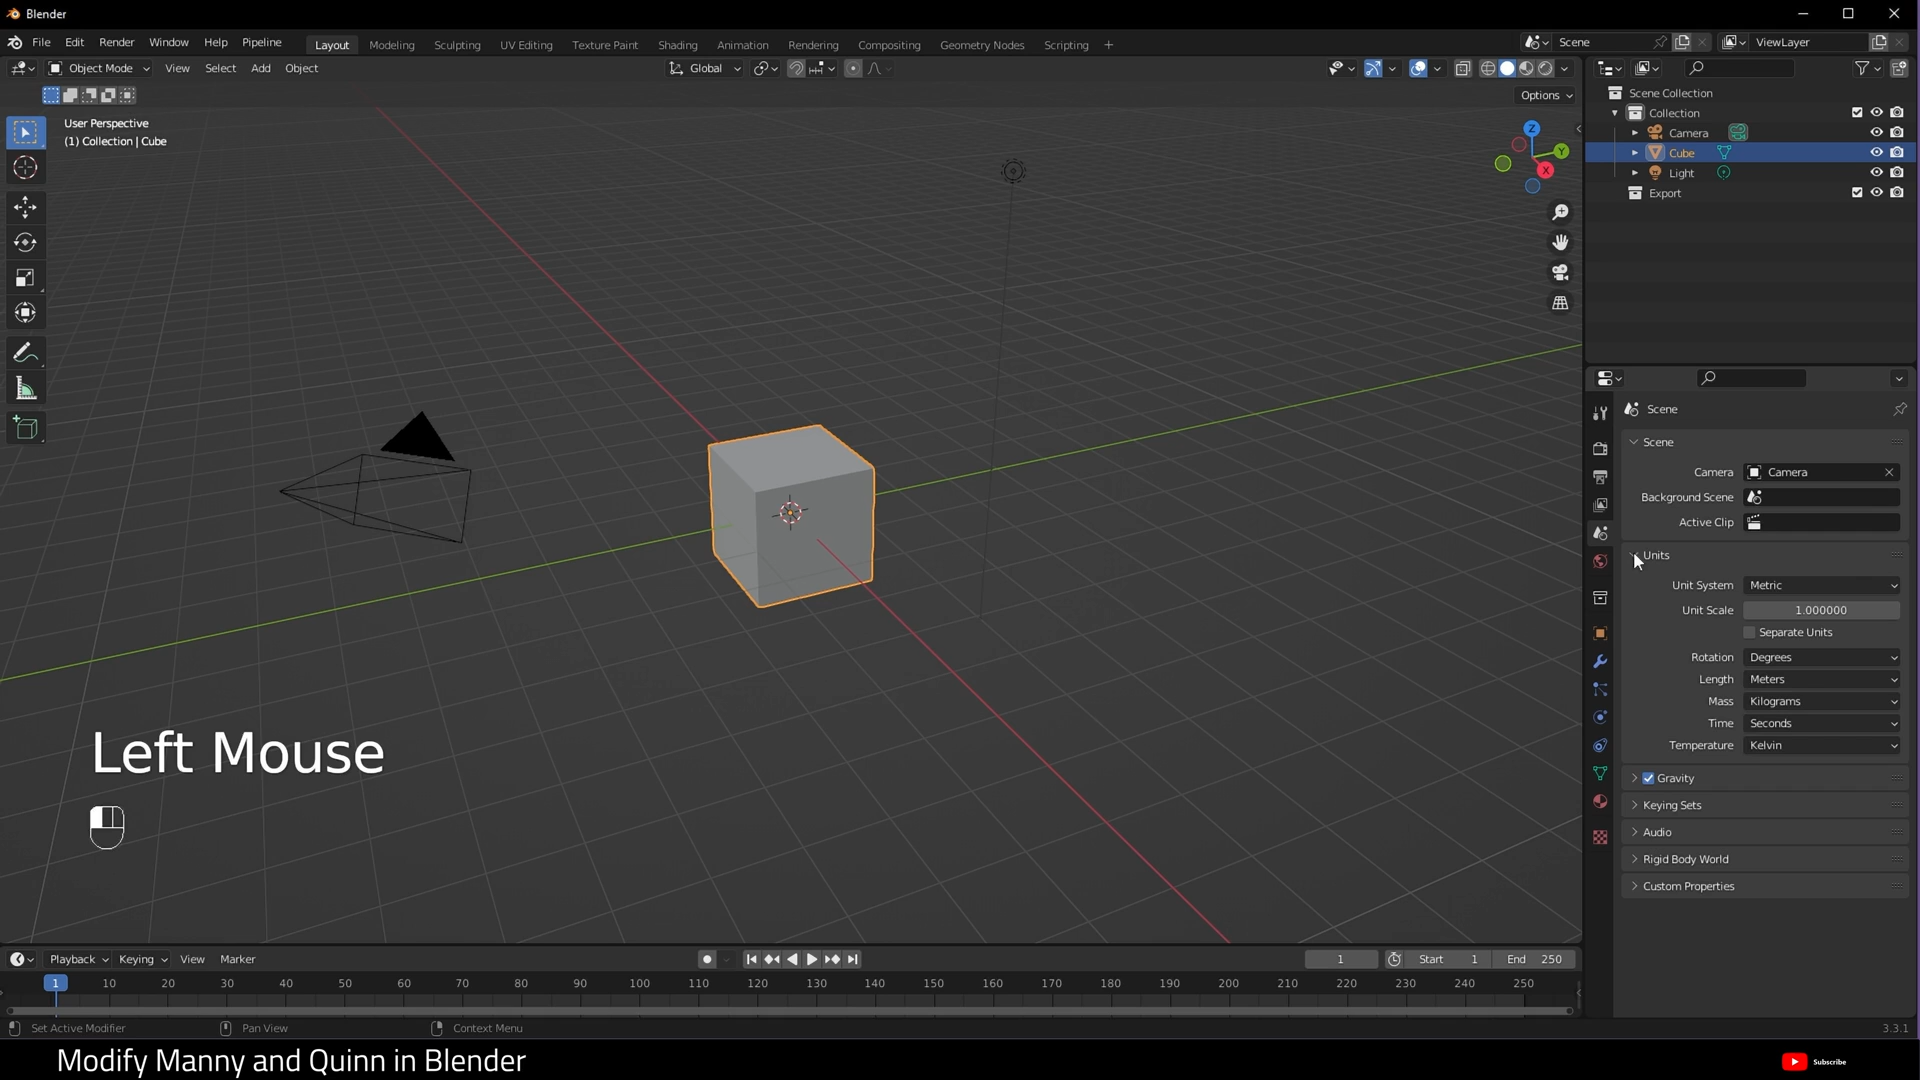 Blender
File Edit Render Window Help Pipeline Layout Modeling Sculpting UV Editing Texture Paint Shading Animation Rendering Compositing Geometry Nodes Scripting + Scene ViewLayer
Object Mode View Select Add Object Global
Options
User Perspective
(1) Collection | Cube
Z
Y
X
Scene Collection
Collection
Camera
Cube
Light
Export
Scene
Scene
Camera Camera
Background Scene
Active Clip
Units
Unit System Metric
Unit Scale 1.000000
Separate Units
Rotation Degrees
Length Meters
Mass Kilograms
Time Seconds
Temperature Kelvin
Gravity
Keying Sets
Audio
Rigid Body World
Custom Properties
Left Mouse
Playback Keying View Marker 1 Start 1 End 250
1 10 20 30 40 50 60 70 80 90 100 110 120 130 140 150 160 170 180 190 200 210 220 230 240 250
Set Active Modifier Pan View Context Menu 3.3.1
Modify Manny and Quinn in Blender
Subscribe